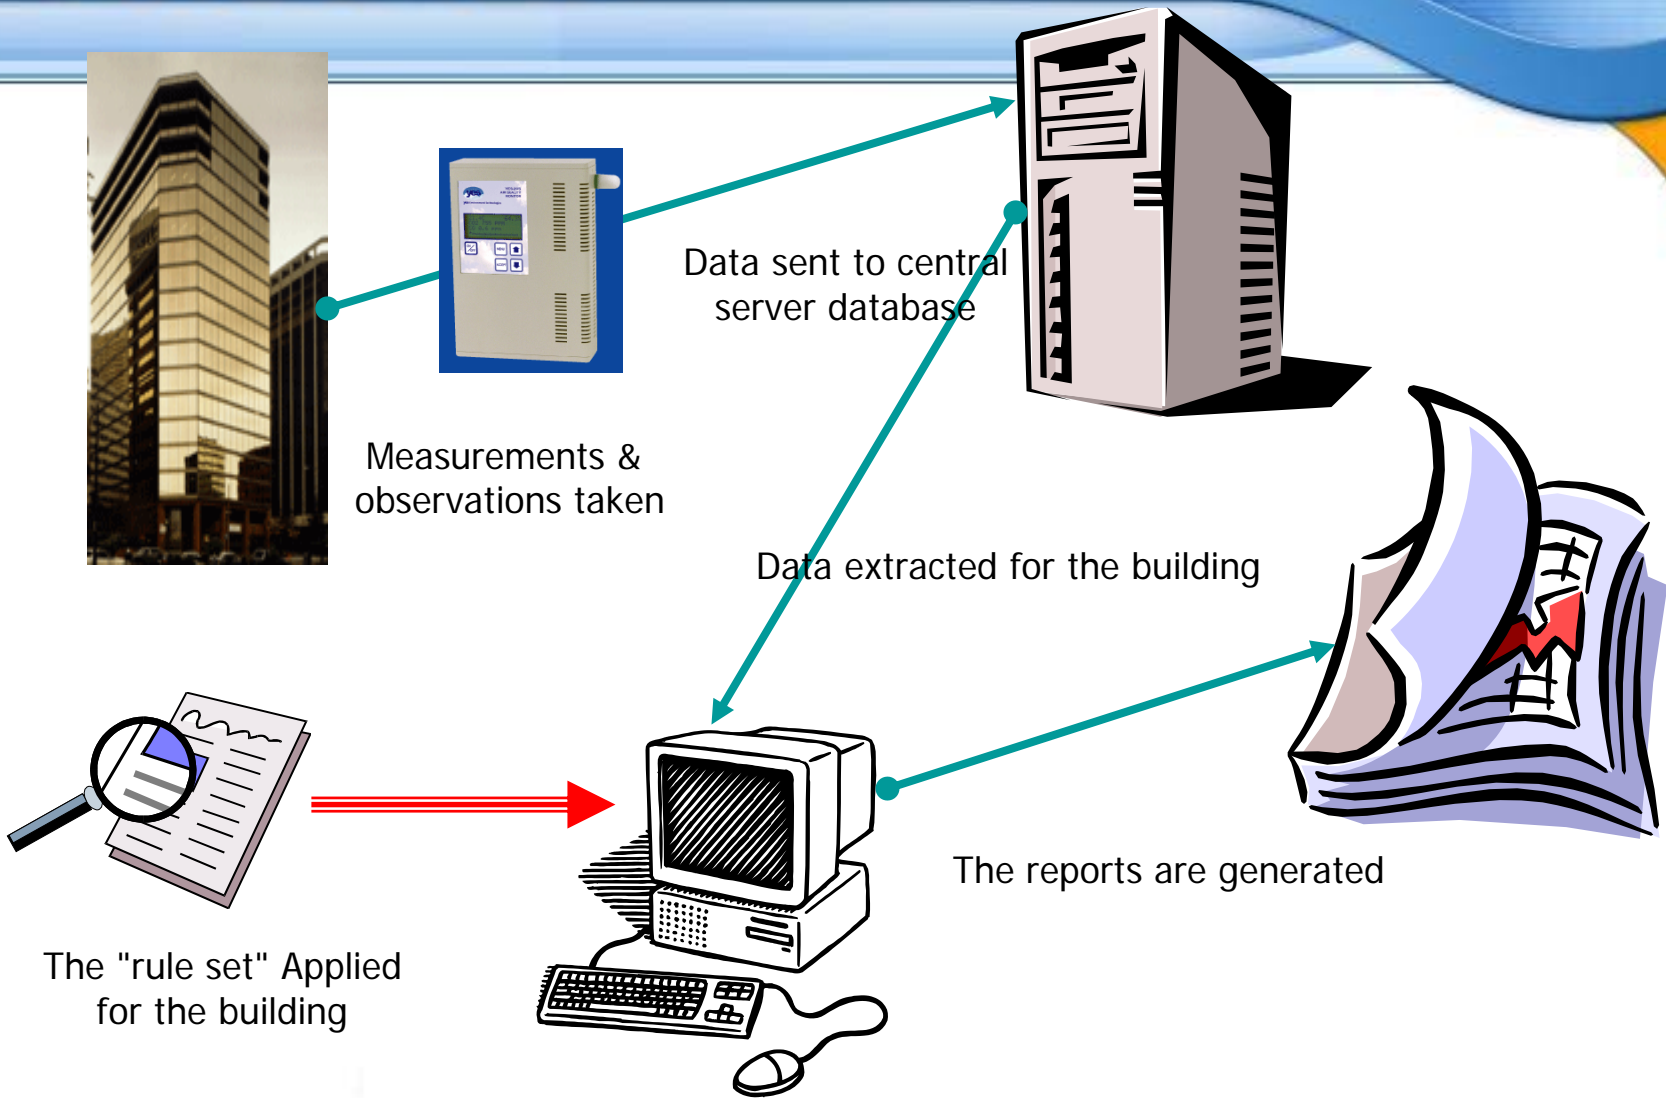 yes
Data sent to central
server database
Measurements &
observations taken
Data extracted for the building
The reports are generated
The "rule set" Applied
for the building